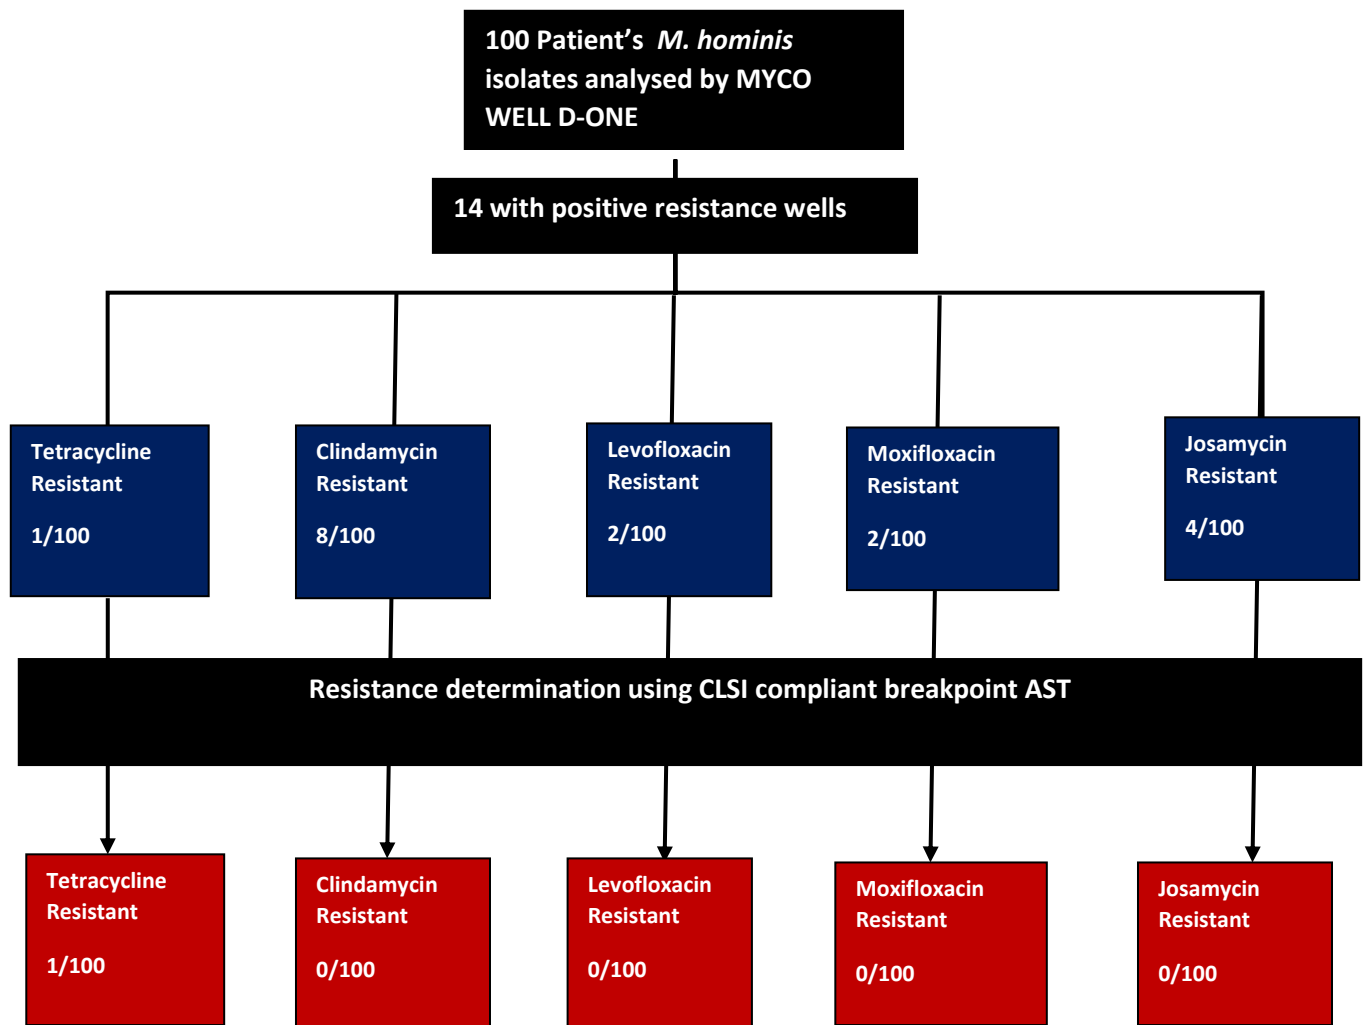 100 Patient's M. hominis
isolates analysed by MYCO
WELL D-ONE
14 with positive resistance wells
Tetracycline
Resistant
1/100
Clindamycin
Resistant
8/100
Levofloxacin
Resistant
2/100
Moxifloxacin
Resistant
2/100
Josamycin
Resistant
4/100
Resistance determination using CLSI compliant breakpoint AST
Tetracycline
Resistant
1/100
Clindamycin
Resistant
0/100
Levofloxacin
Resistant
0/100
Moxifloxacin
Resistant
0/100
Josamycin
Resistant
0/100